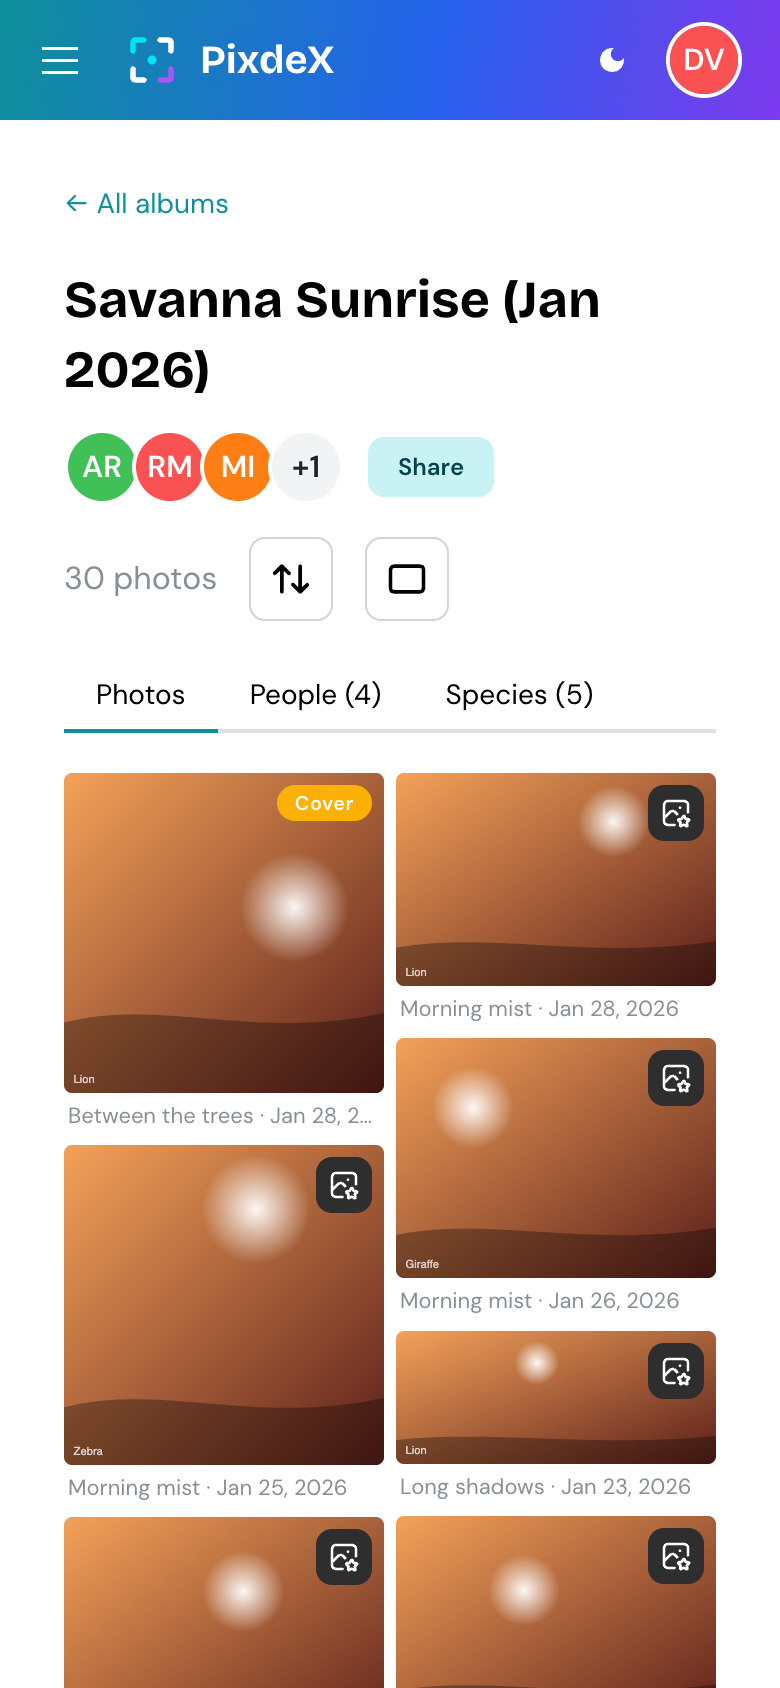 PixdeX
DV
← All albums
Savanna Sunrise (Jan
2026)
AR RM MI +1 Share
30 photos
Photos People (4) Species (5)
Cover
Lion
Between the trees · Jan 28, 2...
Lion
Morning mist · Jan 28, 2026
Giraffe
Morning mist · Jan 26, 2026
Zebra
Morning mist · Jan 25, 2026
Lion
Long shadows · Jan 23, 2026